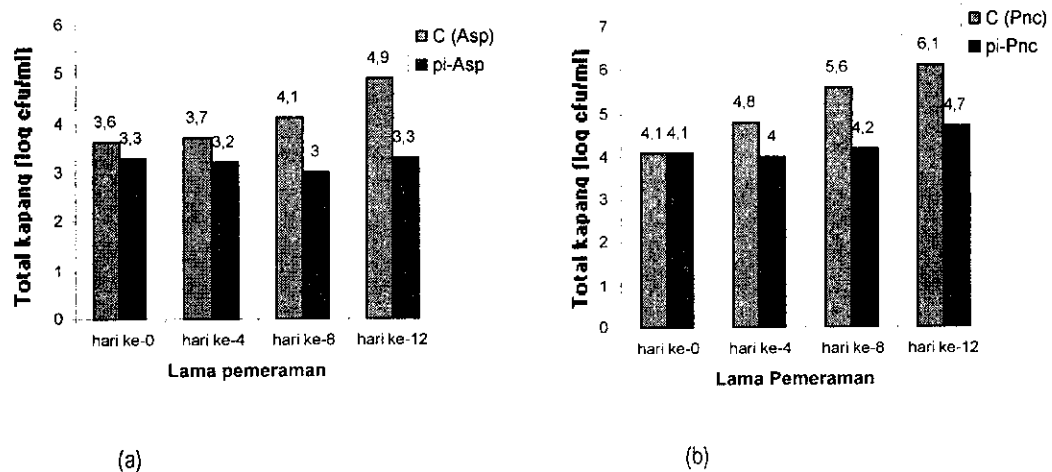 6
5
4
3
2
1
0
Total kapang [log cfu/ml]
C (Asp)
pi-Asp
3,6
3,3
3,7
3,2
4,1
3
4,9
3,3
hari ke-0 hari ke-4 hari ke-8 hari ke-12
Lama pemeraman
(a)
7
6
5
4
3
2
1
0
Total kapang [log cfu/ml]
C (Pnc)
pi-Pnc
4,1 4,1
4,8
4
5,6
4,2
6,1
4,7
hari ke-0 hari ke-4 hari ke-8 hari ke-12
Lama Pemeraman
(b)